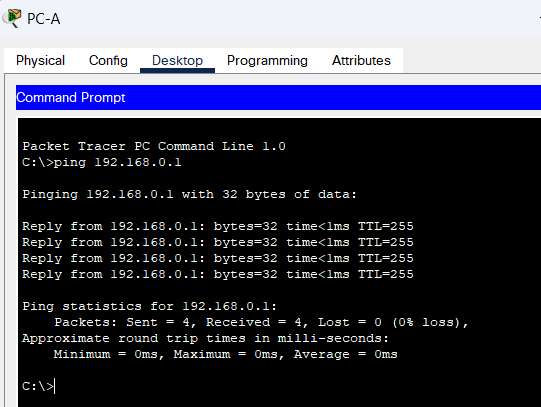 PC-A
Physical Config Desktop Programming Attributes
Command Prompt
Packet Tracer PC Command Line 1.0
C:\>ping 192.168.0.1
Pinging 192.168.0.1 with 32 bytes of data:
Reply from 192.168.0.1: bytes=32 time<1ms TTL=255
Reply from 192.168.0.1: bytes=32 time<1ms TTL=255
Reply from 192.168.0.1: bytes=32 time<1ms TTL=255
Reply from 192.168.0.1: bytes=32 time<1ms TTL=255
Ping statistics for 192.168.0.1:
Packets: Sent = 4, Received = 4, Lost = 0 (0% loss),
Approximate round trip times in milli-seconds:
Minimum = 0ms, Maximum = 0ms, Average = 0ms
C:\>